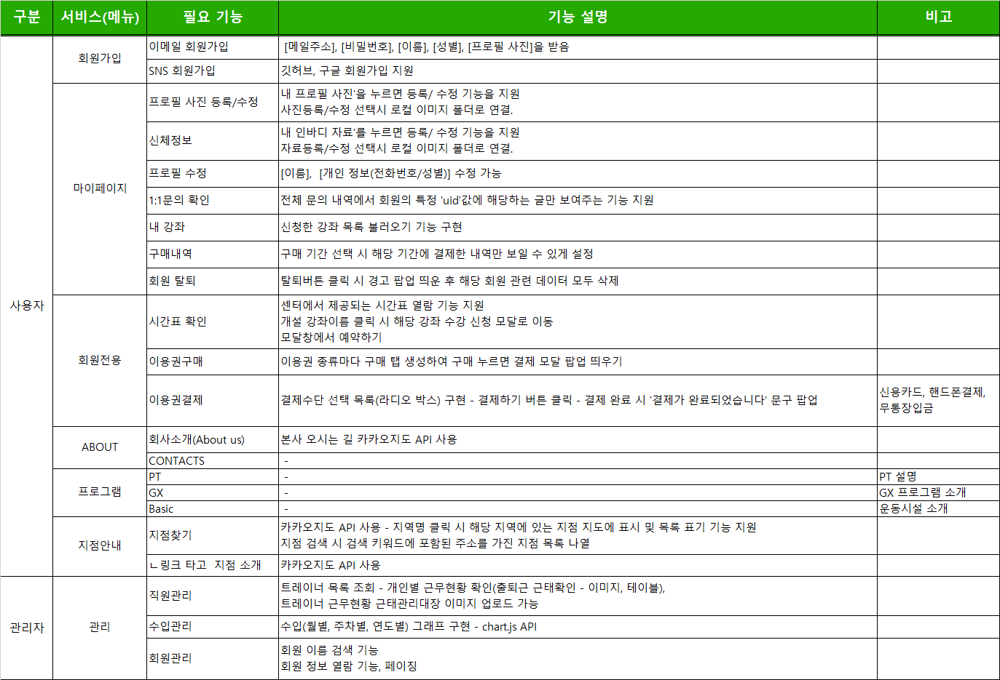 구분 서비스(메뉴) 필요 기능 기능 설명 비고
사용자
회원가입
이메일 회원가입 [메일주소], [비밀번호], [이름], [성별], [프로필 사진]을 받음
SNS 회원가입 깃허브, 구글 회원가입 지원
마이페이지
프로필 사진 등록/수정
내 프로필 사진'을 누르면 등록/ 수정 기능을 지원
사진등록/수정 선택시 로컬 이미지 폴더로 연결.
신체정보
내 인바디 자료'를 누르면 등록/ 수정 기능을 지원
자료등록/수정 선택시 로컬 이미지 폴더로 연결.
프로필 수정 [이름],  [개인 정보(전화번호/성별)] 수정 가능
1:1문의 확인 전체 문의 내역에서 회원의 특정 'uid'값에 해당하는 글만 보여주는 기능 지원
내 강좌 신청한 강좌 목록 불러오기 기능 구현
구매내역 구매 기간 선택 시 해당 기간에 결제한 내역만 보일 수 있게 설정
회원 탈퇴 탈퇴버튼 클릭 시 경고 팝업 띄운 후 해당 회원 관련 데이터 모두 삭제
회원전용
시간표 확인
센터에서 제공되는 시간표 열람 기능 지원
개설 강좌이름 클릭 시 해당 강좌 수강 신청 모달로 이동
모달창에서 예약하기
이용권구매 이용권 종류마다 구매 탭 생성하여 구매 누르면 결제 모달 팝업 띄우기
이용권결제 결제수단 선택 목록(라디오 박스) 구현 - 결제하기 버튼 클릭 - 결제 완료 시 '결제가 완료되었습니다' 문구 팝업
신용카드, 핸드폰결제,
무통장입금
ABOUT
회사소개(About us) 본사 오시는 길 카카오지도 API 사용
CONTACTS -
프로그램
PT - PT 설명
GX - GX 프로그램 소개
Basic - 운동시설 소개
지점안내
지점찾기
카카오지도 API 사용 - 지역명 클릭 시 해당 지역에 있는 지점 지도에 표시 및 목록 표기 기능 지원
지점 검색 시 검색 키워드에 포함된 주소를 가진 지점 목록 나열
ㄴ링크 타고  지점 소개 카카오지도 API 사용
관리자
관리
직원관리
트레이너 목록 조회 - 개인별 근무현황 확인(출퇴근 근태확인 - 이미지, 테이블),
트레이너 근무현황 근태관리대장 이미지 업로드 가능
수입관리 수입(월별, 주차별, 연도별) 그래프 구현 - chart.js API
회원관리
회원 이름 검색 기능
회원 정보 열람 기능, 페이징